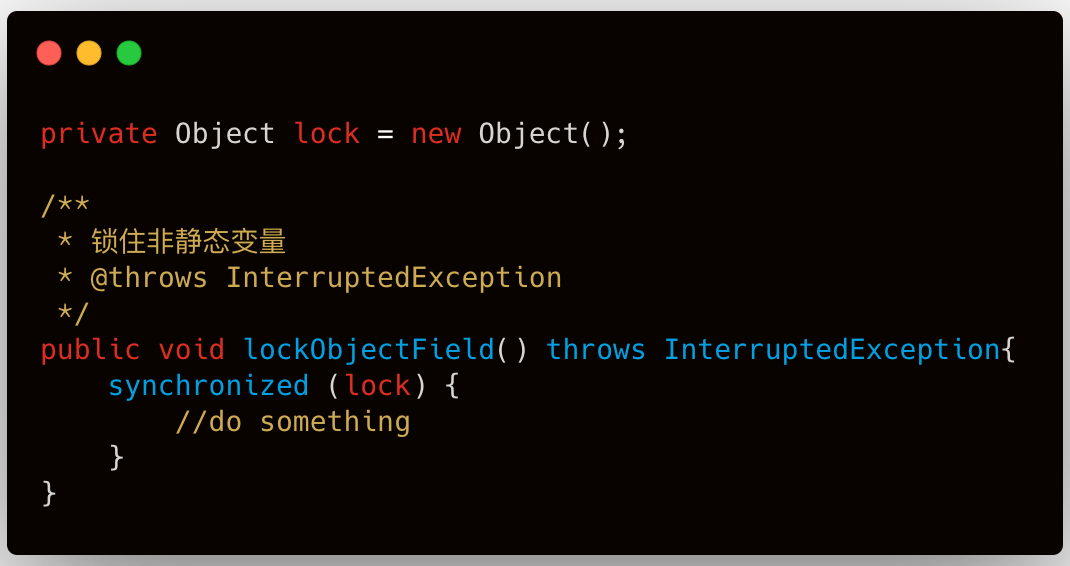 private Object lock = new Object();
/**
 * 锁住非静态变量
 * @throws InterruptedException
 */
public void lockObjectField() throws InterruptedException{
    synchronized (lock) {
        //do something
    }
}